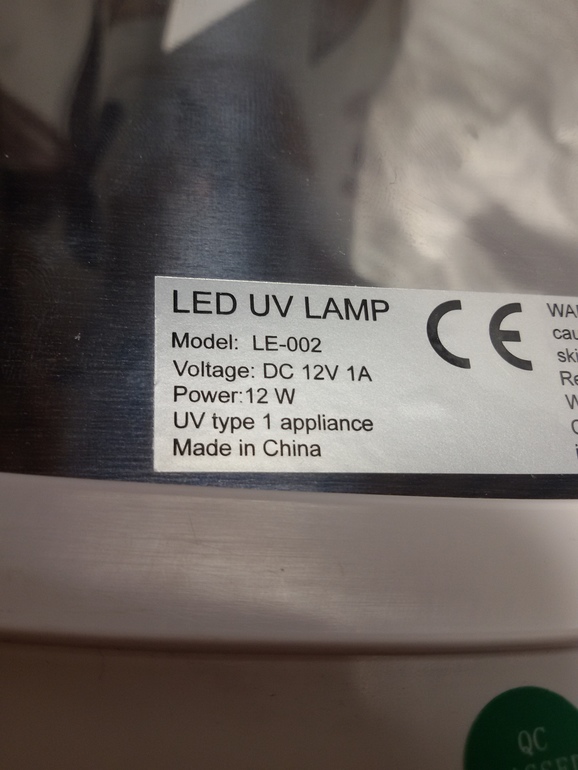 LED UV LAMP
Model: LE-002
Voltage: DC 12V 1A
Power:12 W
UV type 1 appliance
Made in China
CE
QC